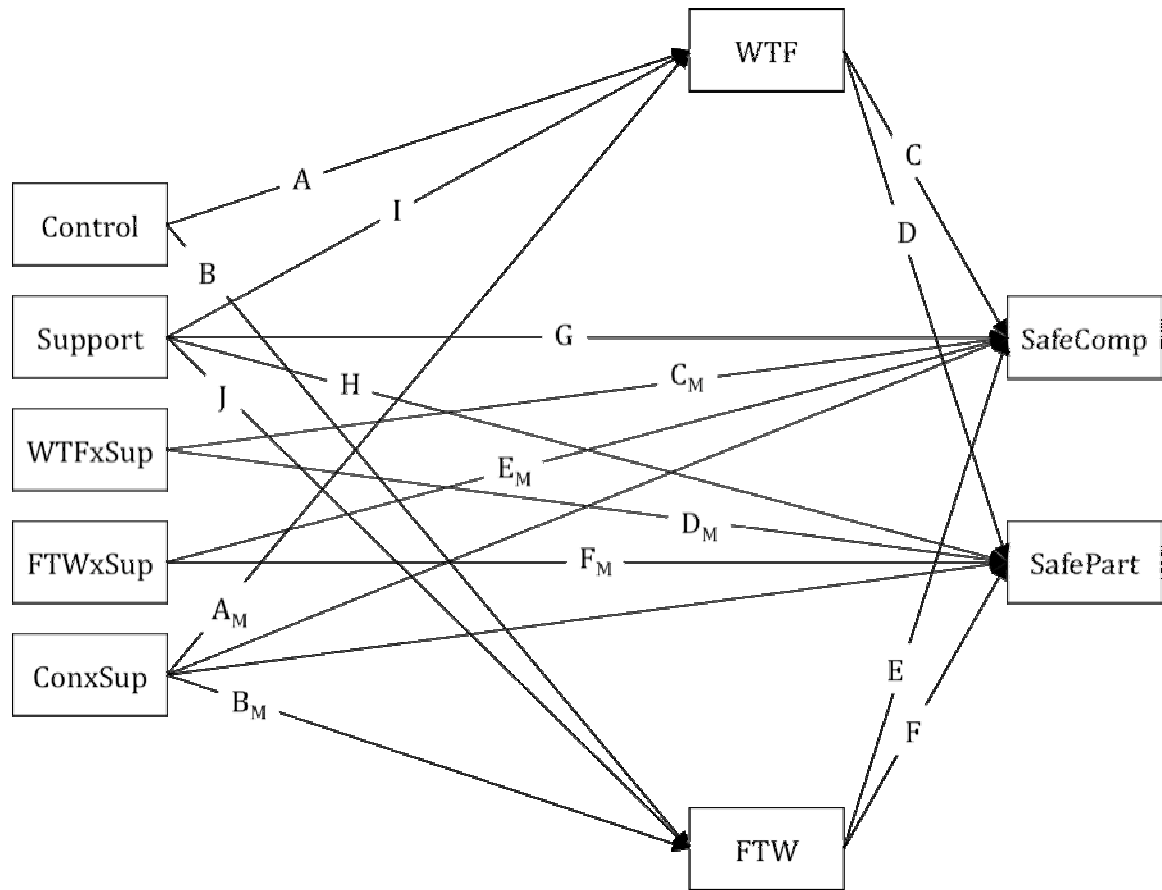 WTF
C
A
I
D
Control
B
Support
G
SafeComp
C_M
H
J
WTFxSup
E_M
D_M
FTWxSup
F_M
SafePart
A_M
ConxSup
E
B_M
F
FTW